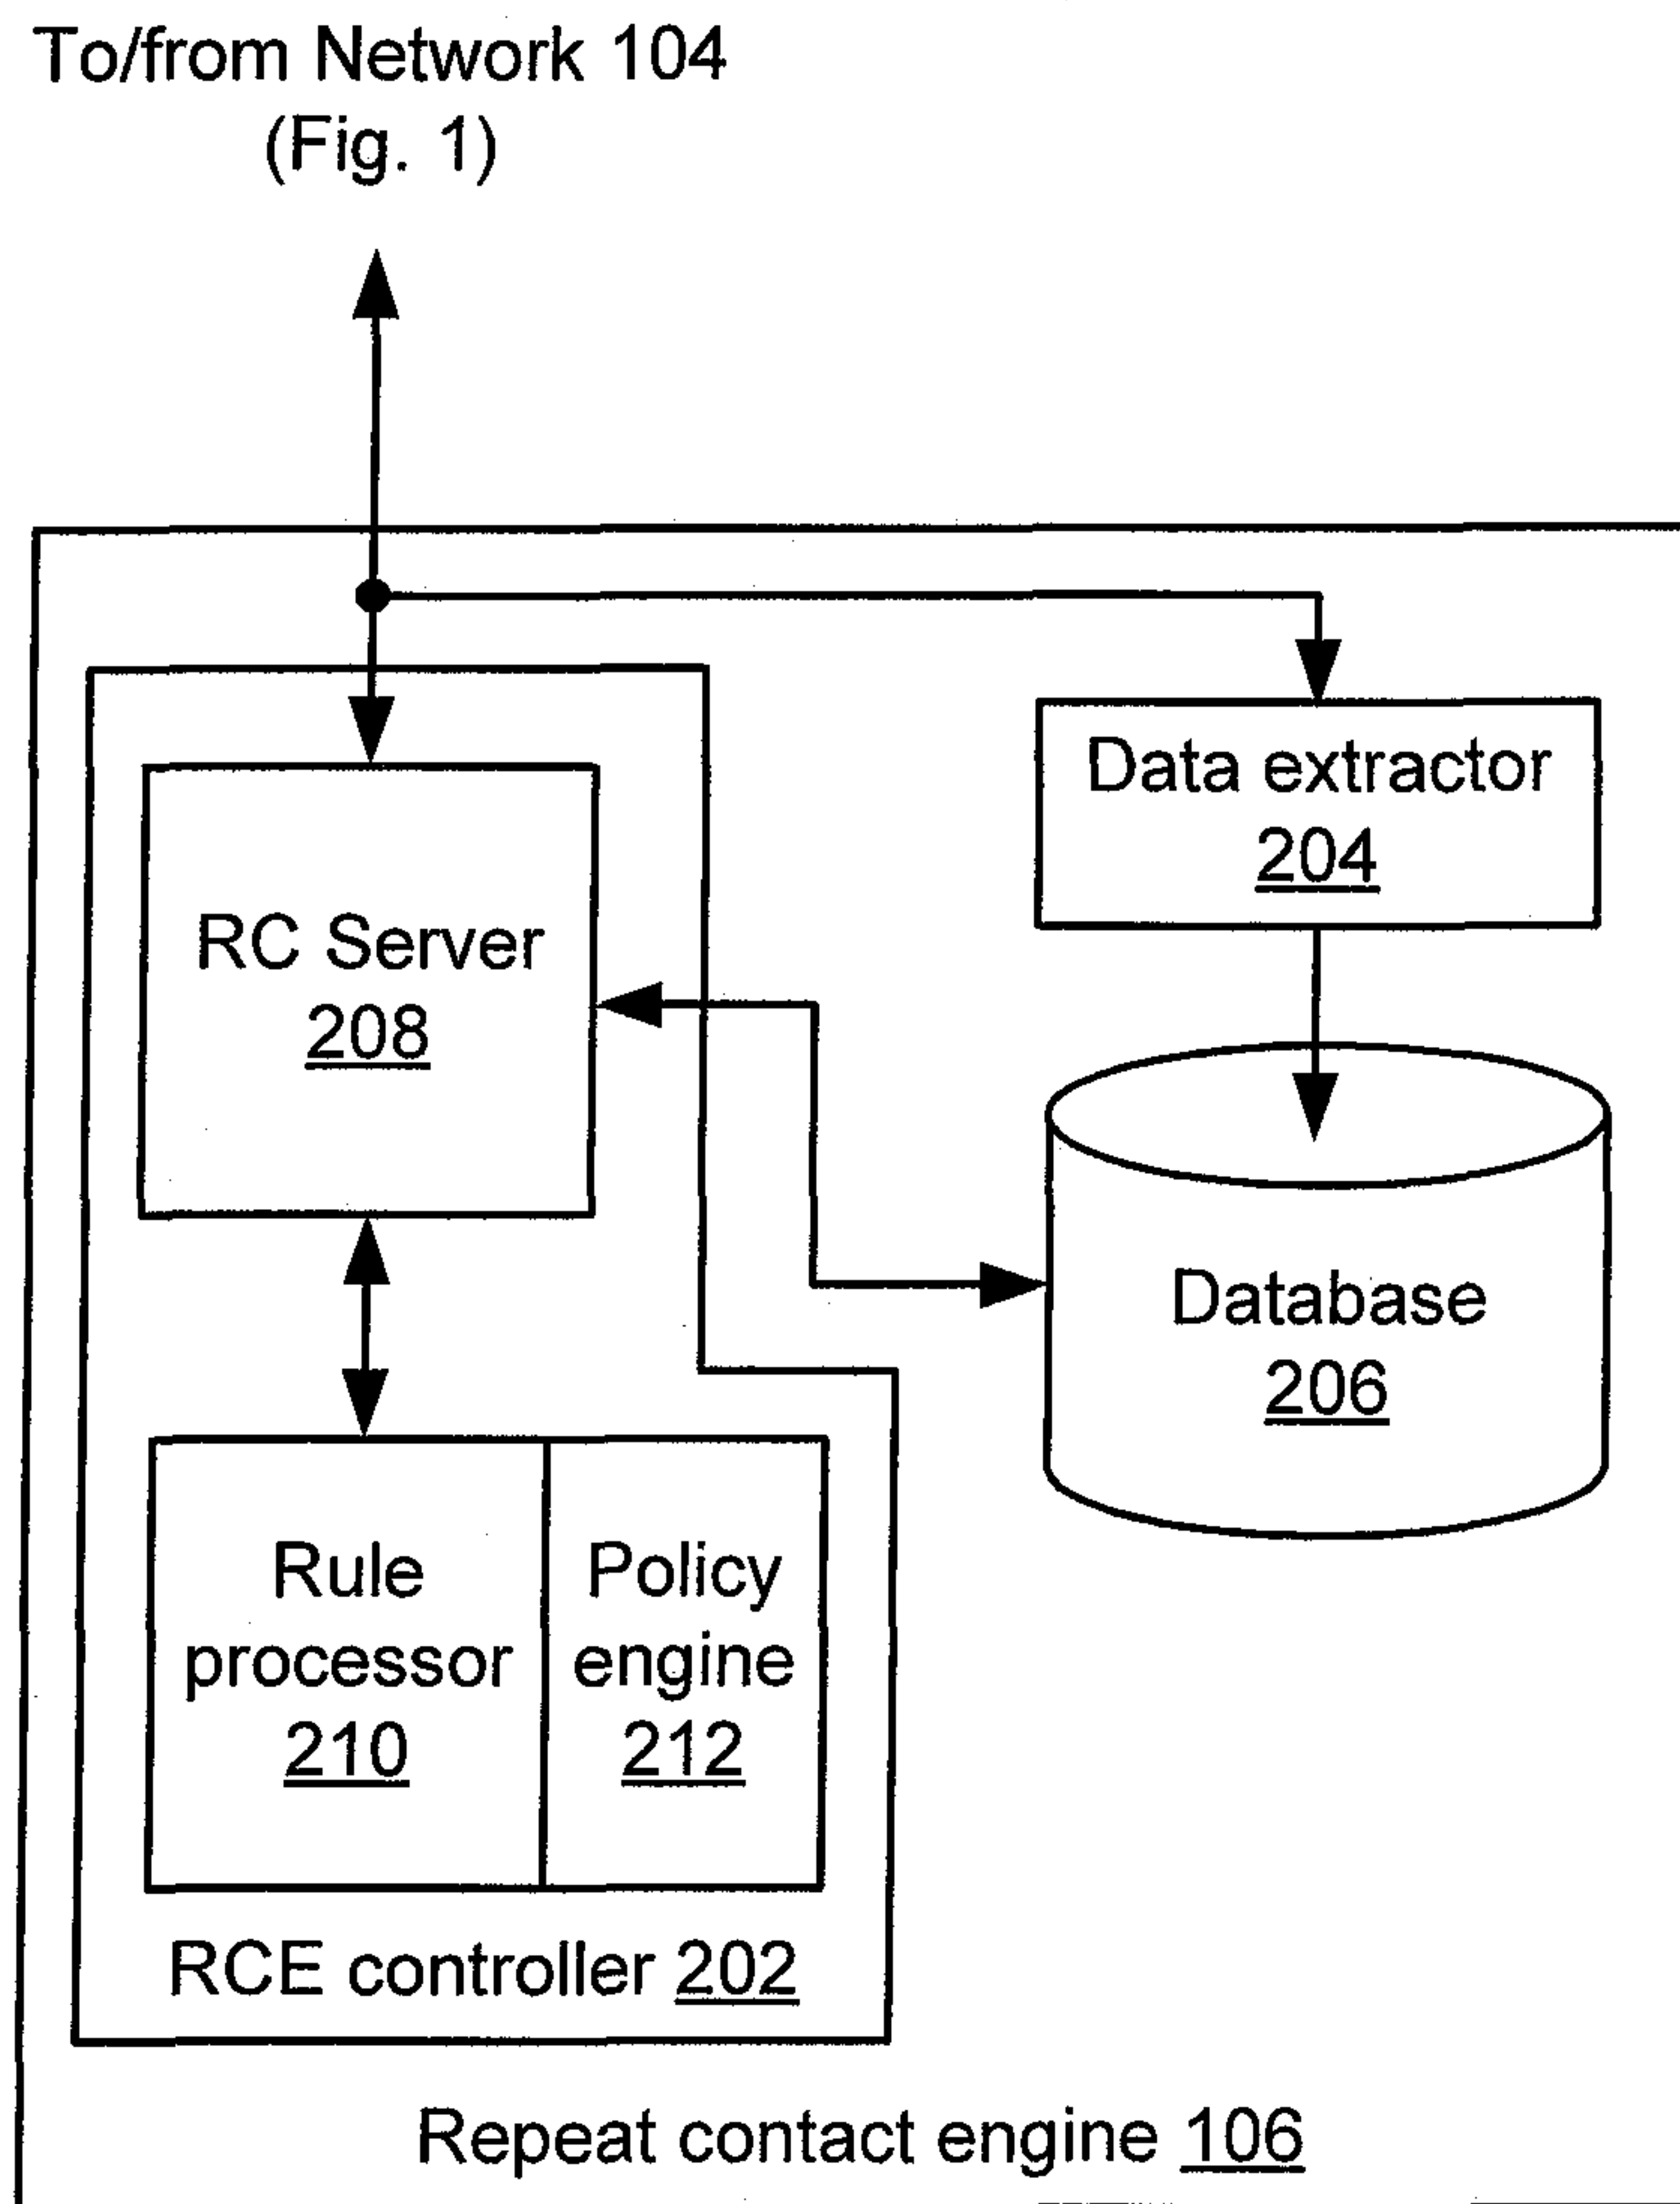 To/from Network 104
(Fig. 1)
Data extractor
204
RC Server
208
Database
206
Rule
processor
210
Policy
engine
212
RCE controller 202
Repeat contact engine 106